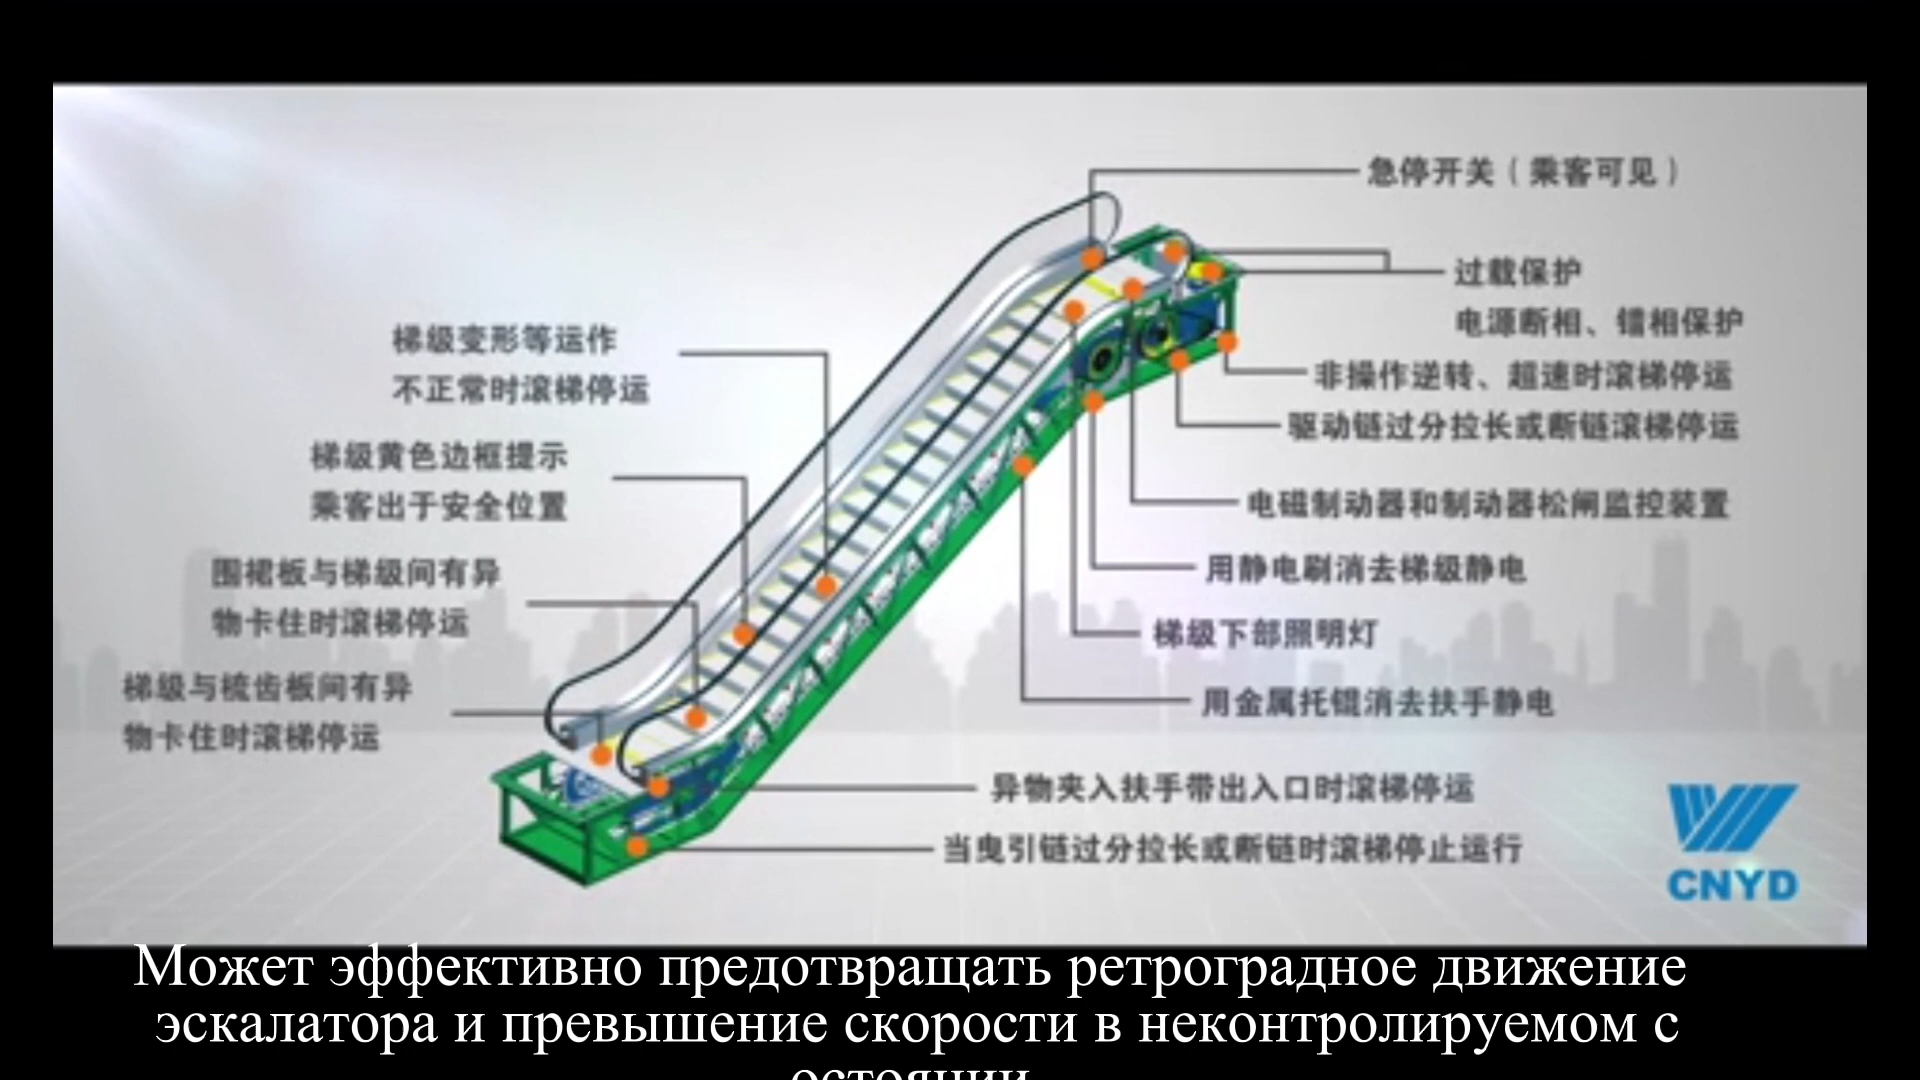 急停开关（乘客可见）
过载保护
电源断相、错相保护
非操作逆转、超速时滚梯停运
驱动链过分拉长或断链滚梯停运
电磁制动器和制动器松闸监控装置
用静电刷消去梯级静电
梯级下部照明灯
用金属托辊消去扶手静电
梯级变形等运作
不正常时滚梯停运
梯级黄色边框提示
乘客出于安全位置
围裙板与梯级间有异
物卡住时滚梯停运
梯级与梳齿板间有异
物卡住时滚梯停运
异物夹入扶手带出入口时滚梯停运
当曳引链过分拉长或断链时滚梯停止运行
CNYD
Может эффективно предотвращать ретроградное движение
эскалатора и превышение скорости в неконтролируемом с
остоянии